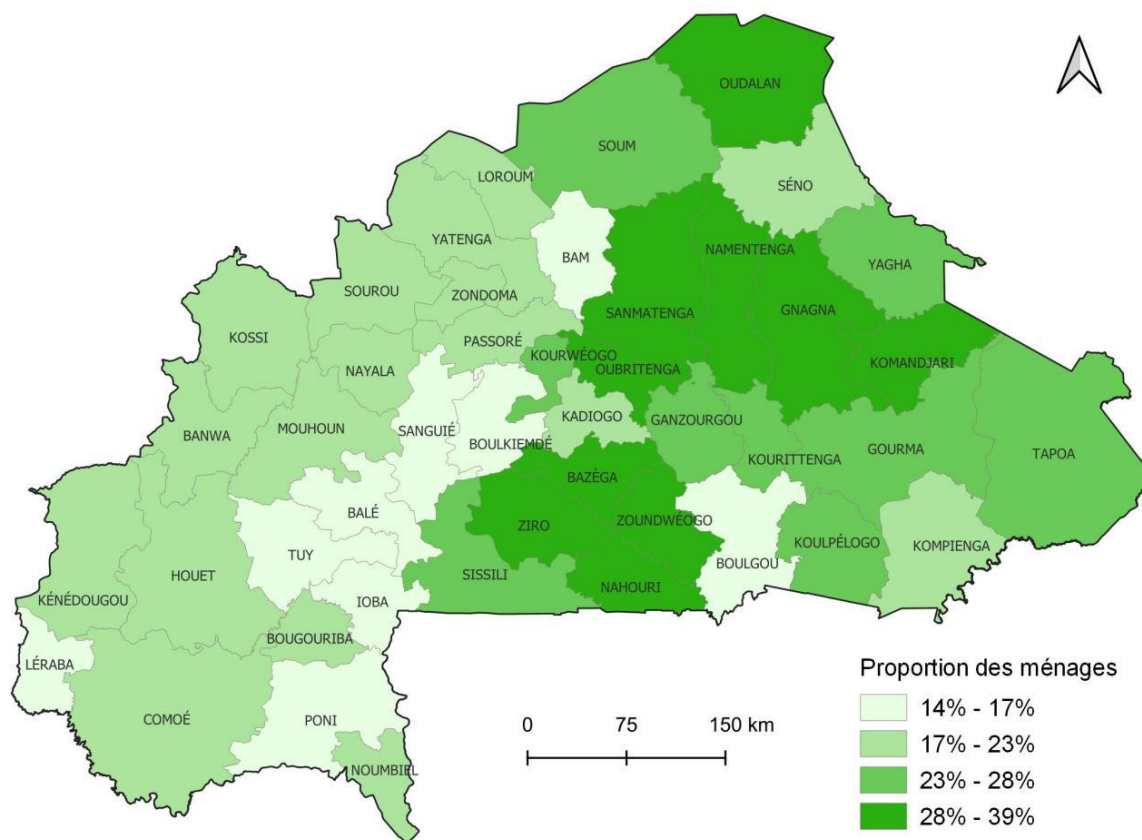 OUDALAN
SOUM
LOROUM
SÉNO
YATENGA
NAMENTENGA
BAM
YAGHA
SOUROU
ZONDOMA
GNAGNA
SANMATENGA
KOSSI
PASSORÉ
KOURWÉOGO
KOMANDJARI
NAYALA
OUBRITENGA
KADIOGO
GANZOURGOU
MOUHOUN
SANGUIÉ
BANWA
BOULKIEMDÉ
GOURMA
TAPOA
KOURITTENGA
BAZÈGA
BALÉ
ZOUNDWÉOGO
ZIRO
KOULPÉLOGO
KOMPIENGA
TUY
BOULGOU
HOUET
SISSILI
NAHOURI
KÉNÉDOUGOU
IOBA
BOUGOURIBA
LÉRABA
COMOÉ
PONI
NOUMBIEL
0 75 150 km
Proportion des ménages
14% - 17%
17% - 23%
23% - 28%
28% - 39%